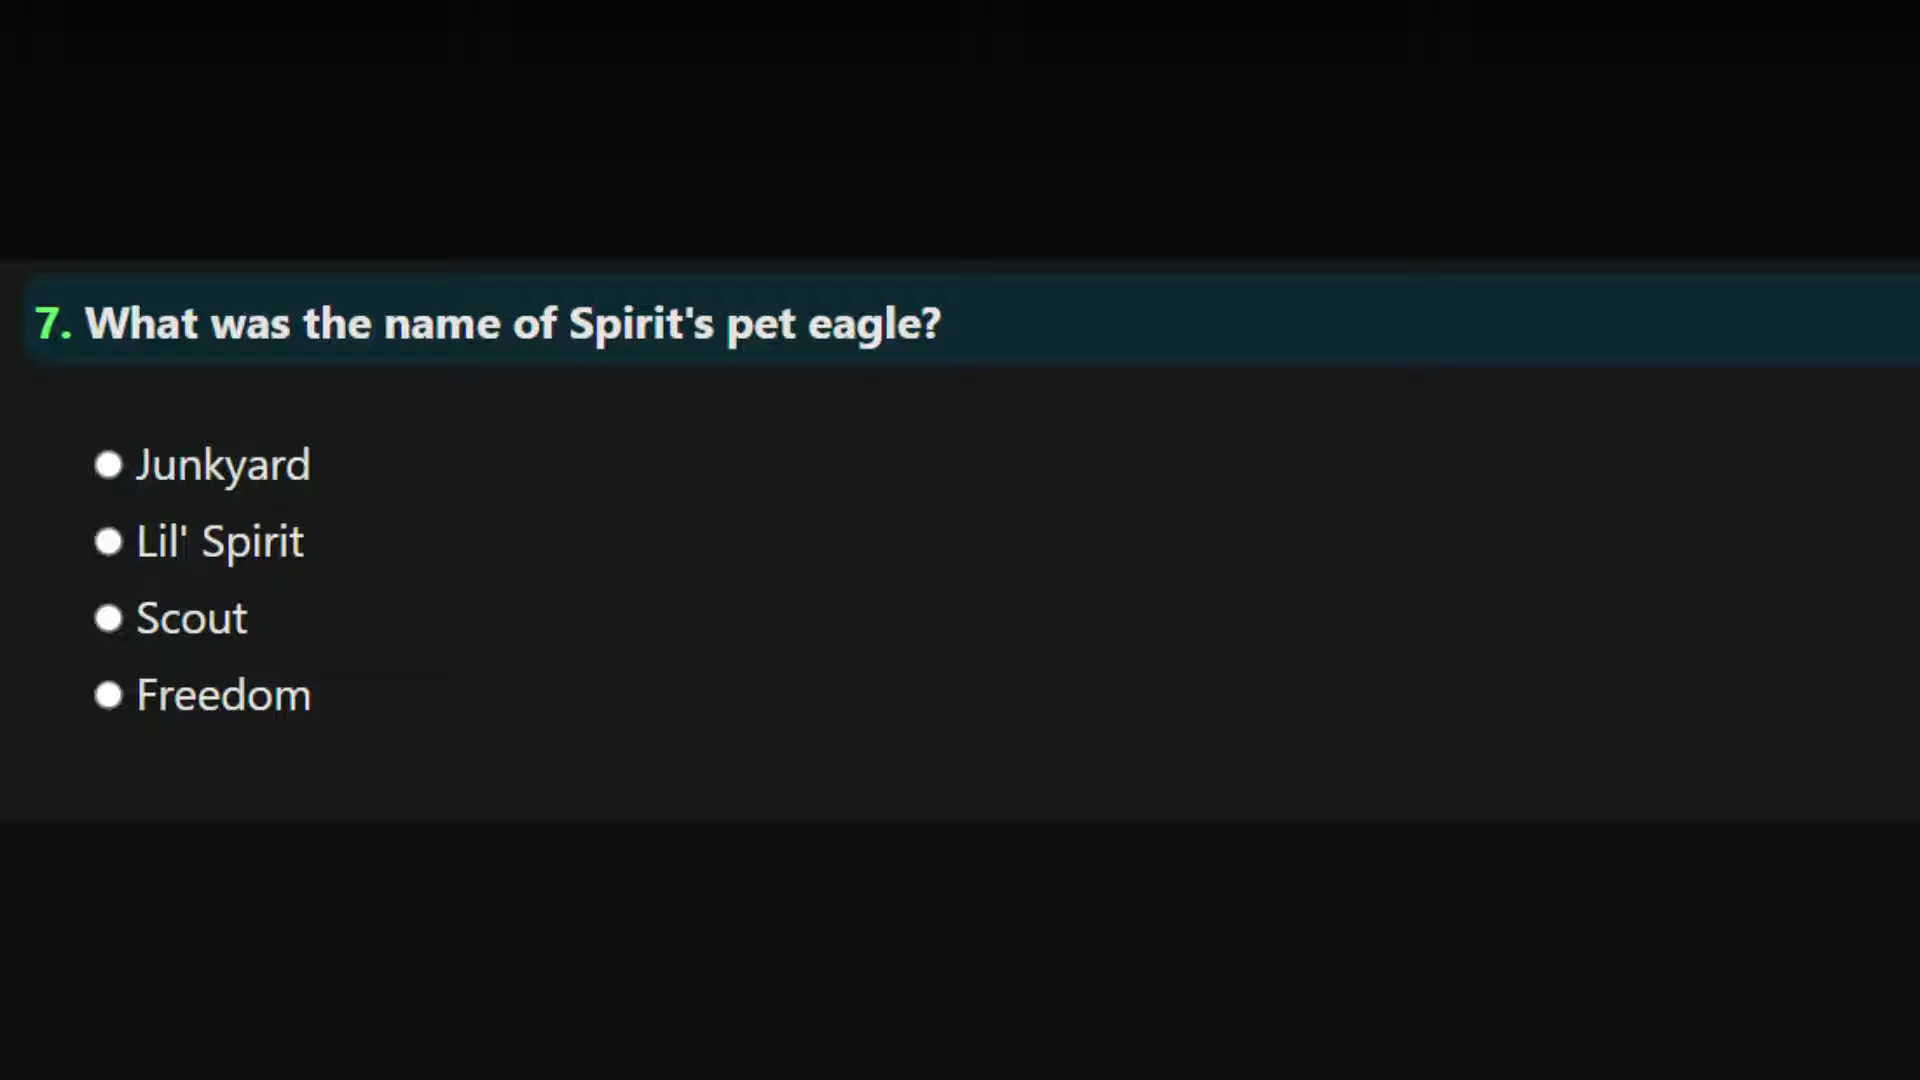 7. What was the name of Spirit's pet eagle?
Junkyard
Lil' Spirit
Scout
Freedom